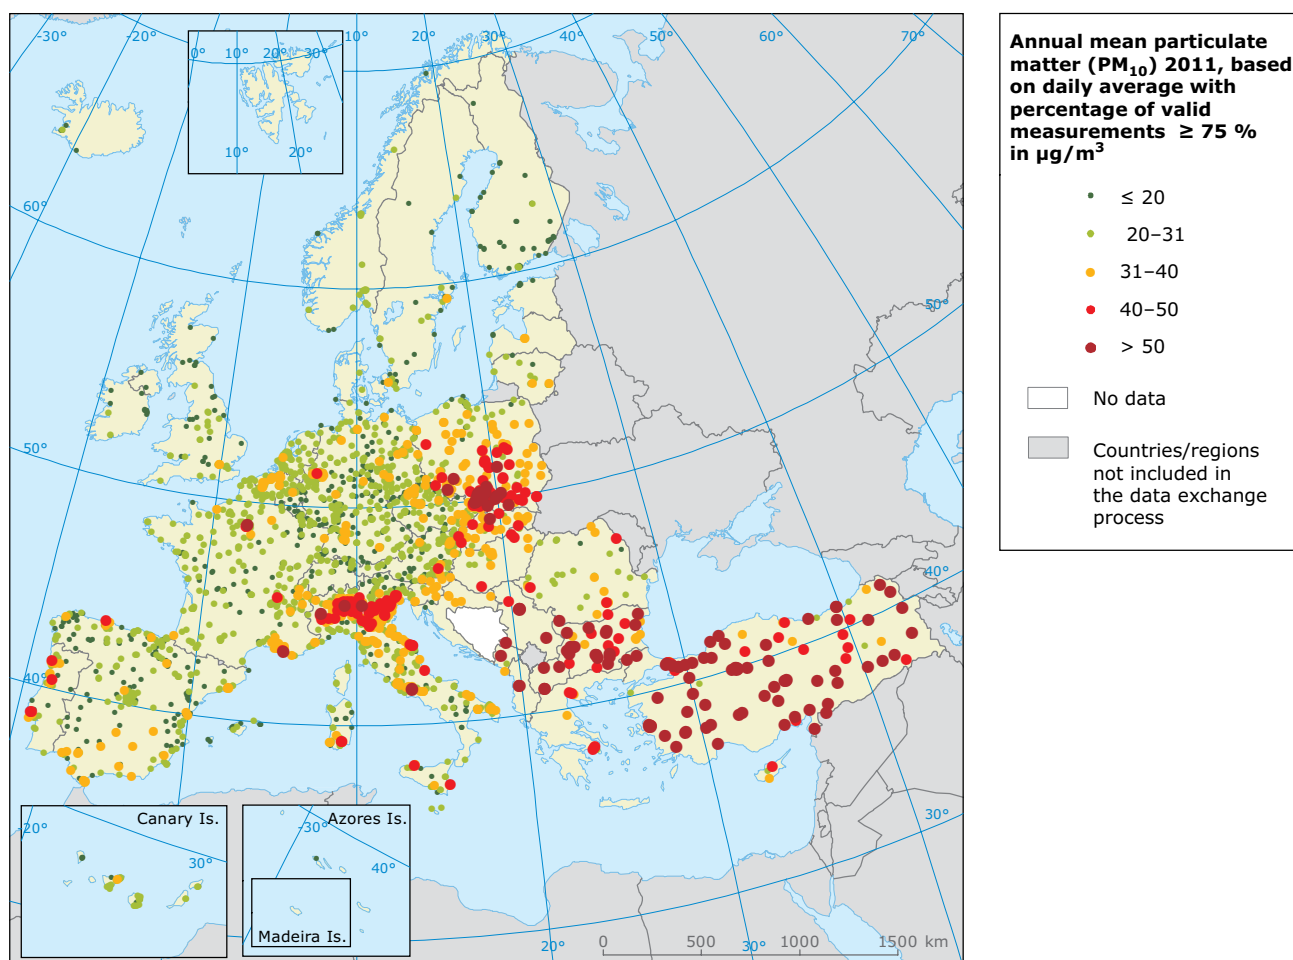 -30°
-20°
10°
20°
30°
40°
50°
60°
70°
0°
10°
20°
30°
10°
20°
60°
50°
50°
40°
40°
30°
20°
30°
Canary Is.
-20°
30°
Azores Is.
-30°
40°
Madeira Is.
0
500
1000
1500 km
Annual mean particulate
matter (PM10) 2011, based
on daily average with
percentage of valid
measurements ≥ 75 %
in µg/m³
≤ 20
20–31
31–40
40–50
> 50
No data
Countries/regions
not included in
the data exchange
process